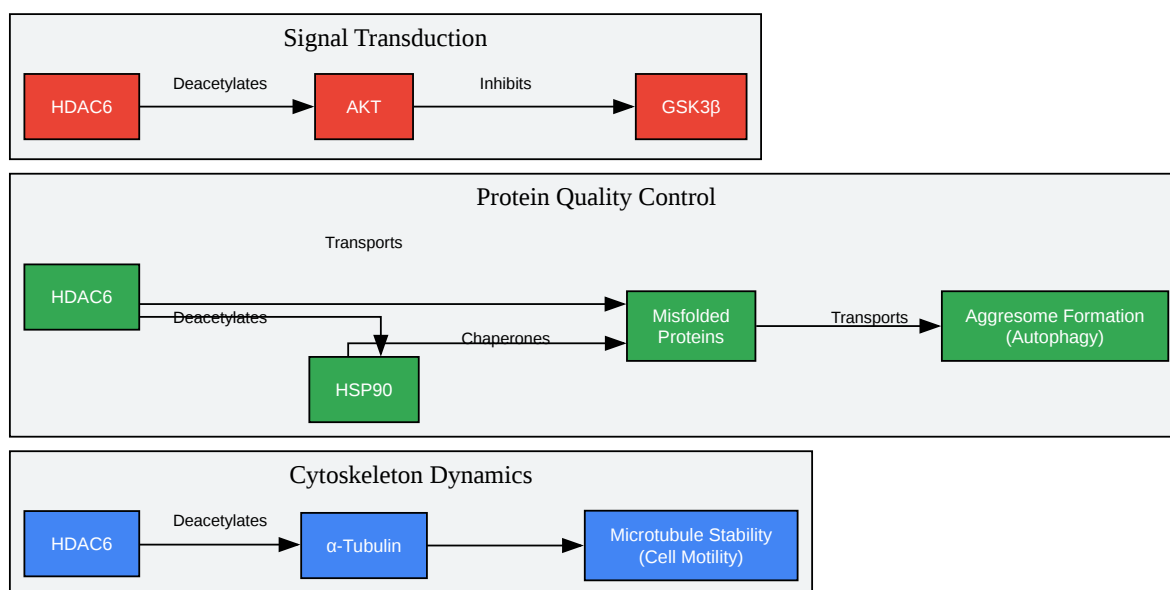 Signal Transduction
Deacetylates
Inhibits
HDAC6
AKT
GSK3β
Protein Quality Control
Transports
HDAC6
Deacetylates
Misfolded
Proteins
Transports
Aggresome Formation
(Autophagy)
Chaperones
HSP90
Cytoskeleton Dynamics
Deacetylates
HDAC6
α-Tubulin
Microtubule Stability
(Cell Motility)